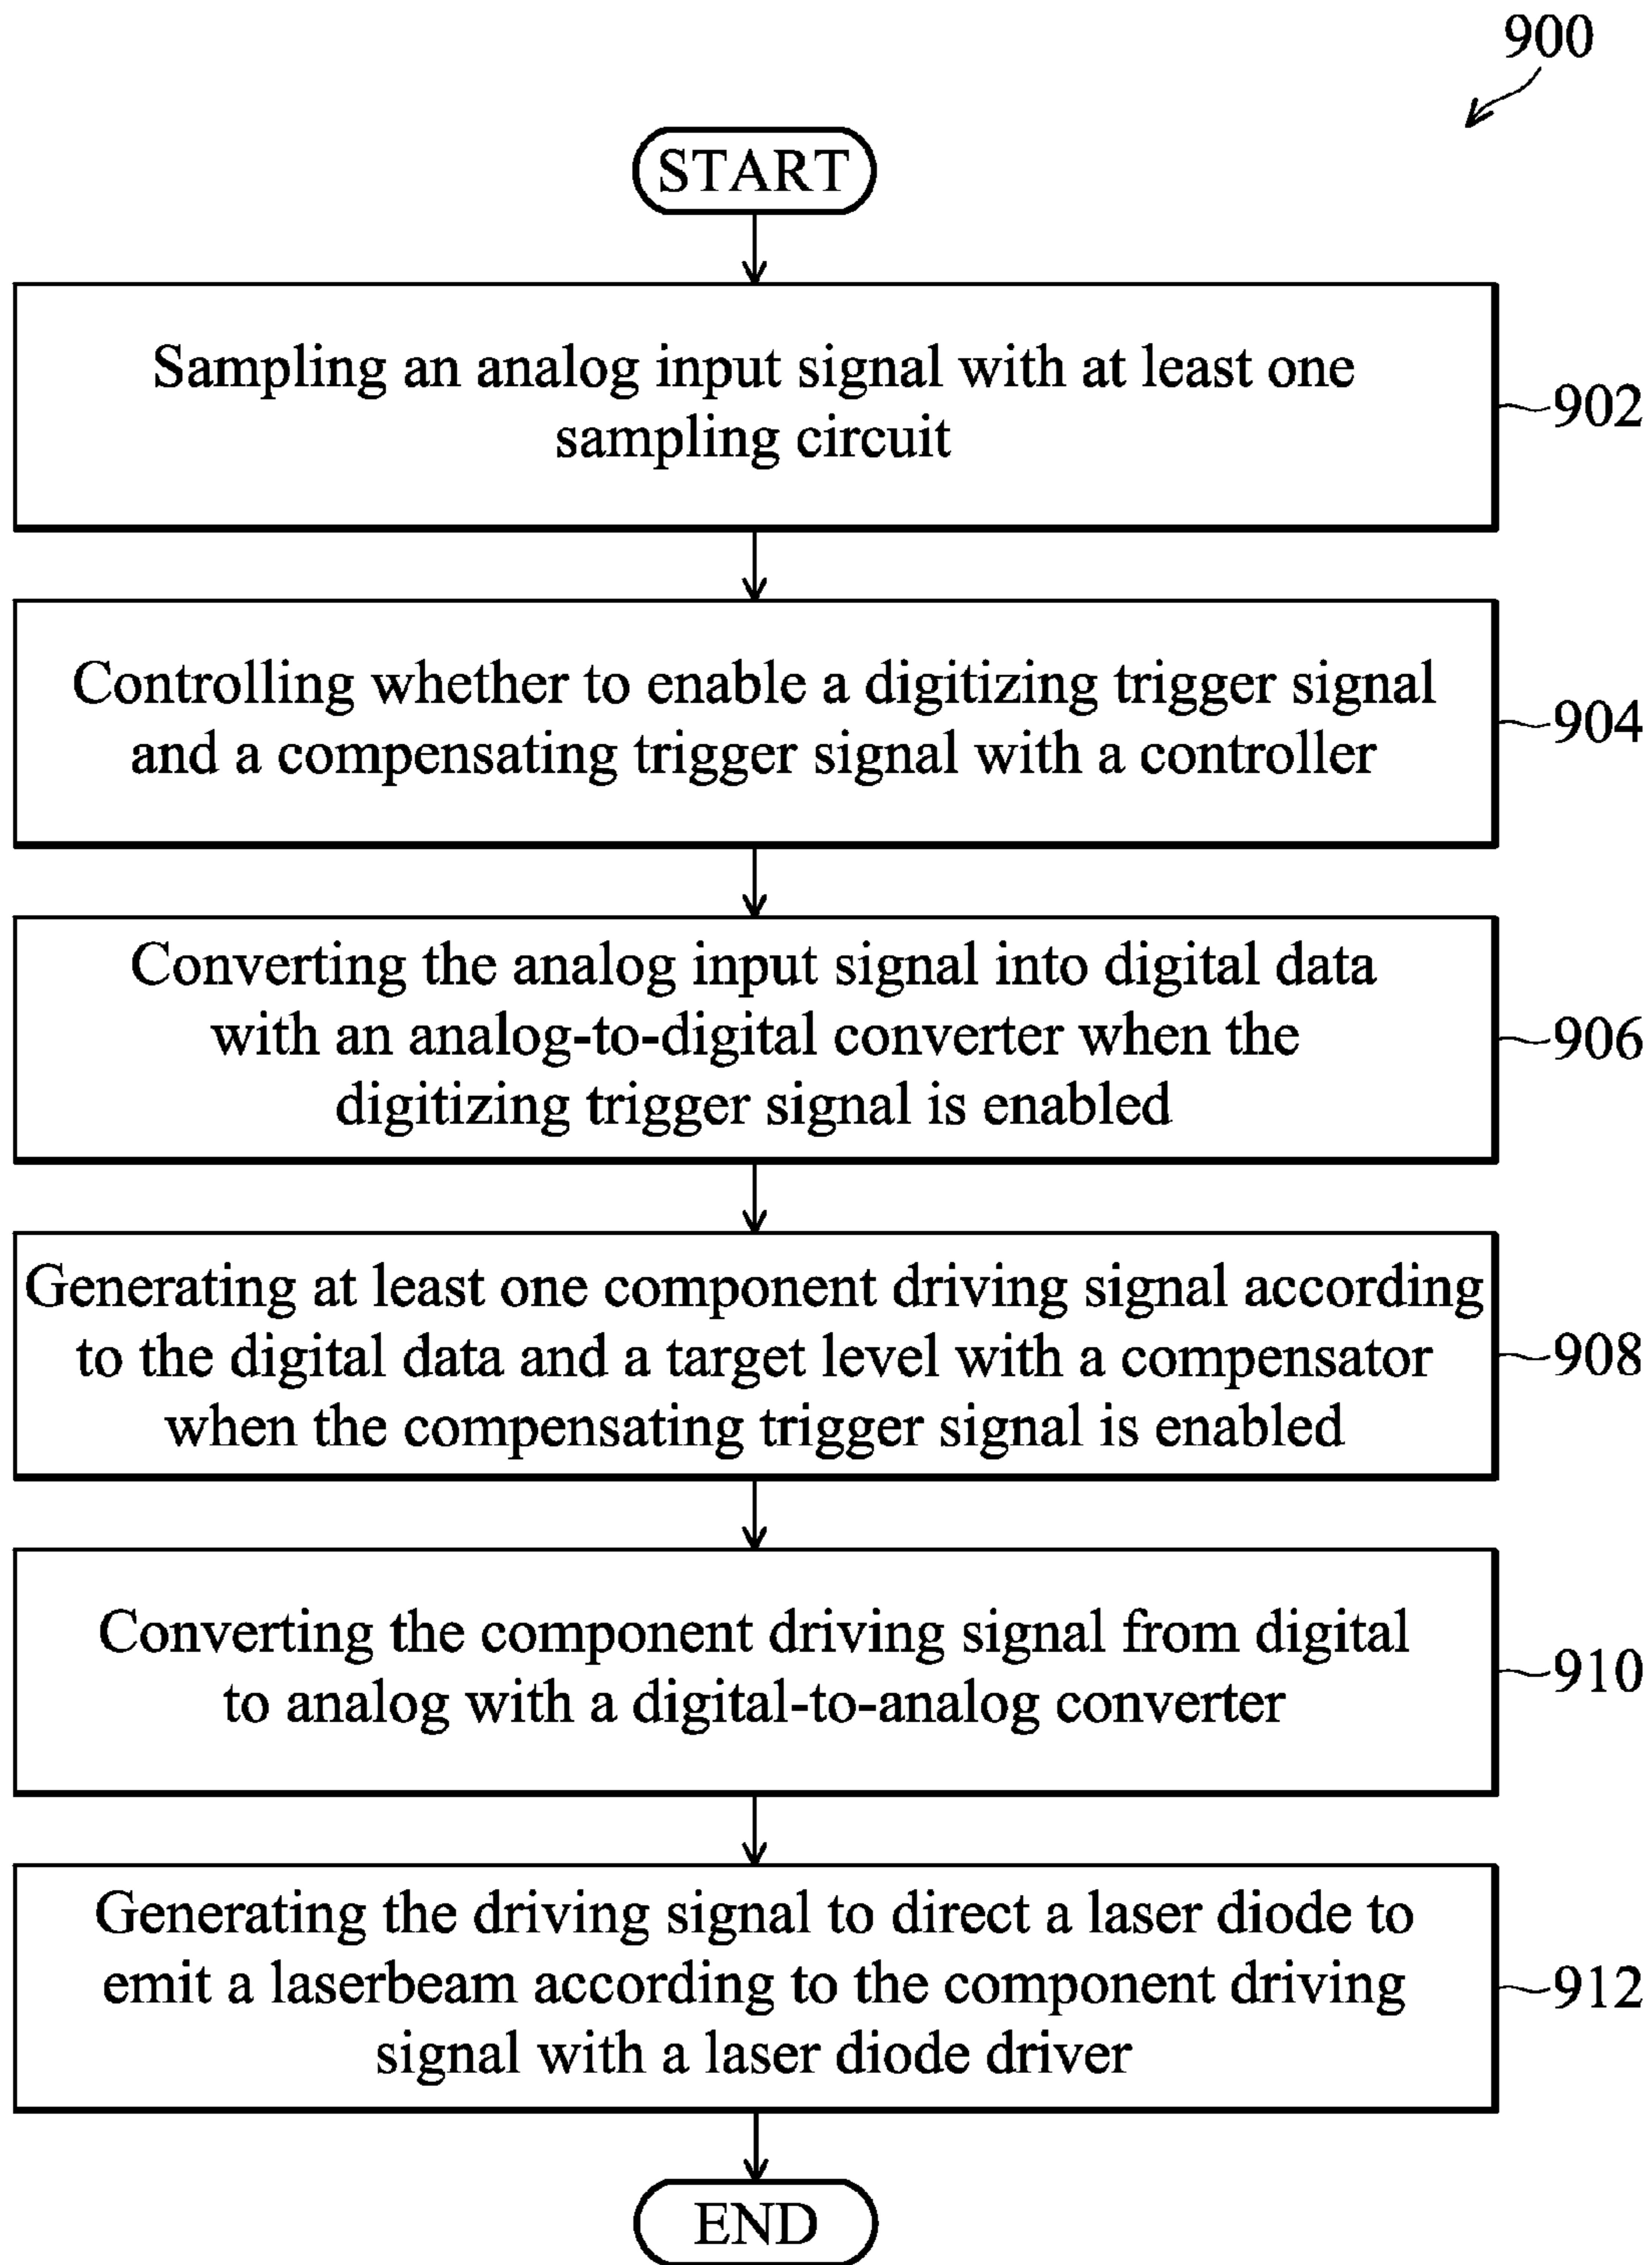 900
START
Sampling an analog input signal with at least one
sampling circuit
902
Controlling whether to enable a digitizing trigger signal
and a compensating trigger signal with a controller
904
Converting the analog input signal into digital data
with an analog-to-digital converter when the
digitizing trigger signal is enabled
906
Generating at least one component driving signal according
to the digital data and a target level with a compensator
when the compensating trigger signal is enabled
908
Converting the component driving signal from digital
to analog with a digital-to-analog converter
910
Generating the driving signal to direct a laser diode to
emit a laserbeam according to the component driving
signal with a laser diode driver
912
END